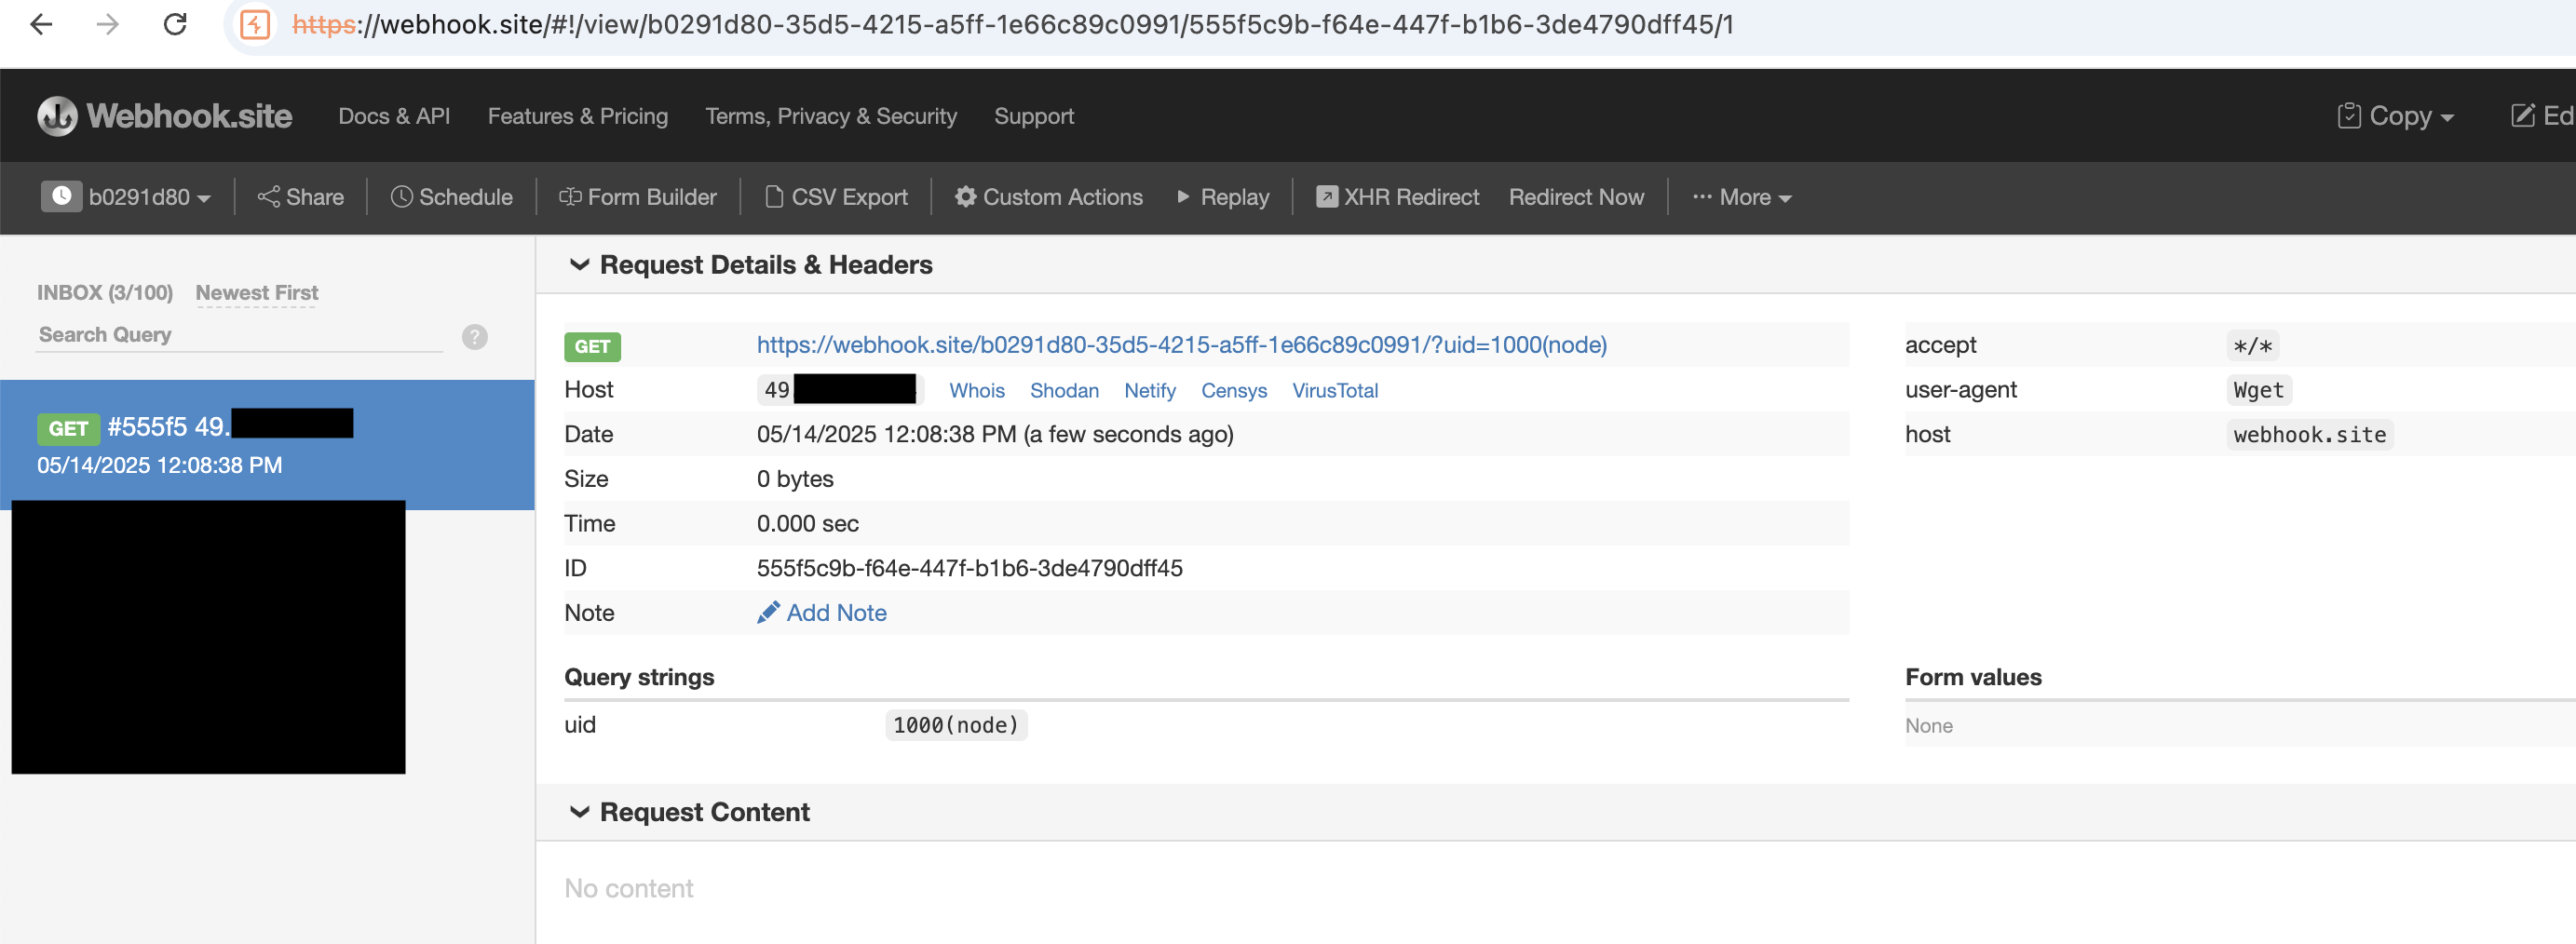 https://webhook.site/#!/view/b0291d80-35d5-4215-a5ff-1e66c89c0991/555f5c9b-f64e-447f-b1b6-3de4790dff45/1
Webhook.site Docs & API Features & Pricing Terms, Privacy & Security Support Copy Ed
b0291d80 Share Schedule Form Builder CSV Export Custom Actions Replay XHR Redirect Redirect Now ··· More
INBOX (3/100) Newest First
Search Query ?
GET #555f5 49.
05/14/2025 12:08:38 PM
Request Details & Headers
GET https://webhook.site/b0291d80-35d5-4215-a5ff-1e66c89c0991/?uid=1000(node)
Host 49 Whois Shodan Netify Censys VirusTotal
Date 05/14/2025 12:08:38 PM (a few seconds ago)
Size 0 bytes
Time 0.000 sec
ID 555f5c9b-f64e-447f-b1b6-3de4790dff45
Note Add Note
accept */*
user-agent Wget
host webhook.site
Query strings
uid 1000(node)
Form values
None
Request Content
No content